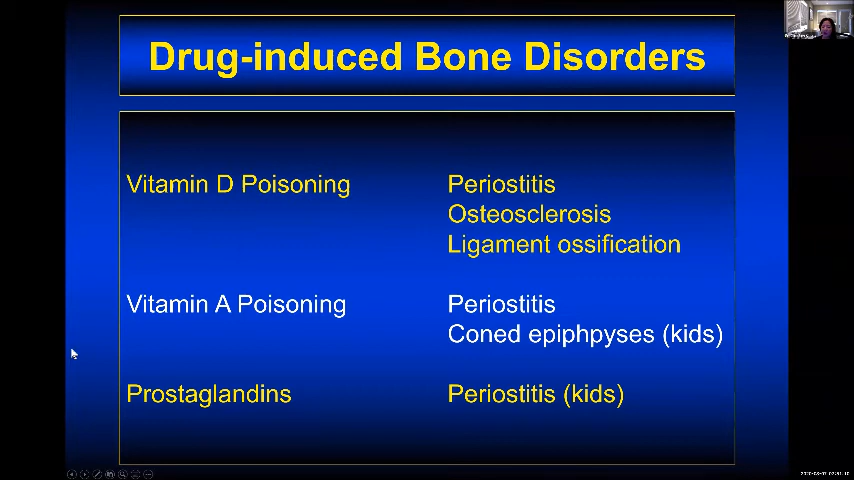 Drug-induced Bone Disorders
Vitamin D Poisoning Periostitis
Osteosclerosis
Ligament ossification
Vitamin A Poisoning Periostitis
Coned epiphpyses (kids)
Prostaglandins Periostitis (kids)